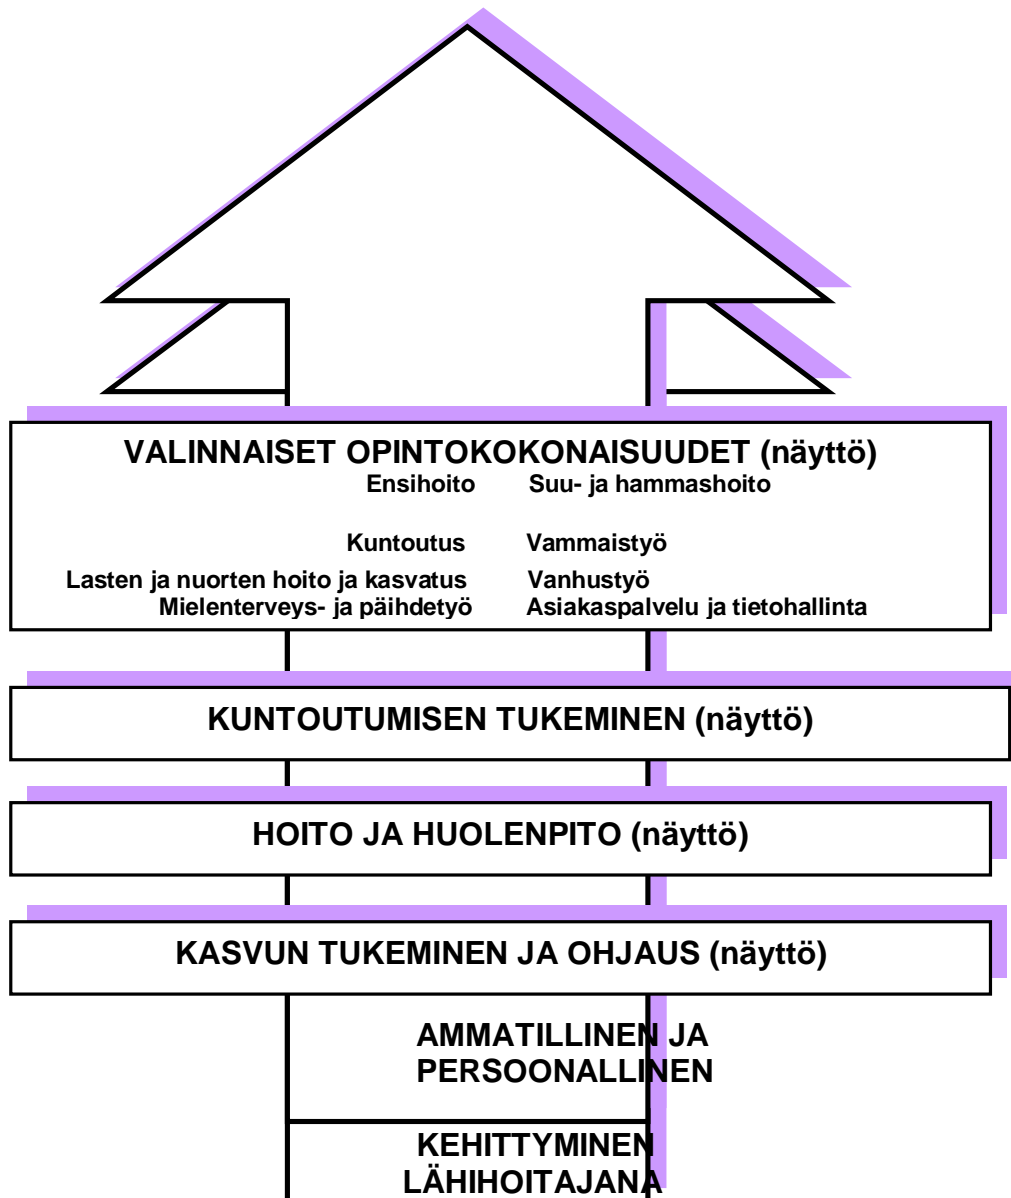 VALINNAISET OPINTOKOKONAISUUDET (näyttö)
Ensihoito Suu- ja hammashoito
Kuntoutus Vammaistyö
Lasten ja nuorten hoito ja kasvatus Vanhustyö
Mielenterveys- ja päihdetyö Asiakaspalvelu ja tietohallinta
KUNTOUTUMISEN TUKEMINEN (näyttö)
HOITO JA HUOLENPITO (näyttö)
KASVUN TUKEMINEN JA OHJAUS (näyttö)
AMMATILLINEN JA
PERSOONALLINEN
KEHITTYMINEN
LÄHIHOITAJANA